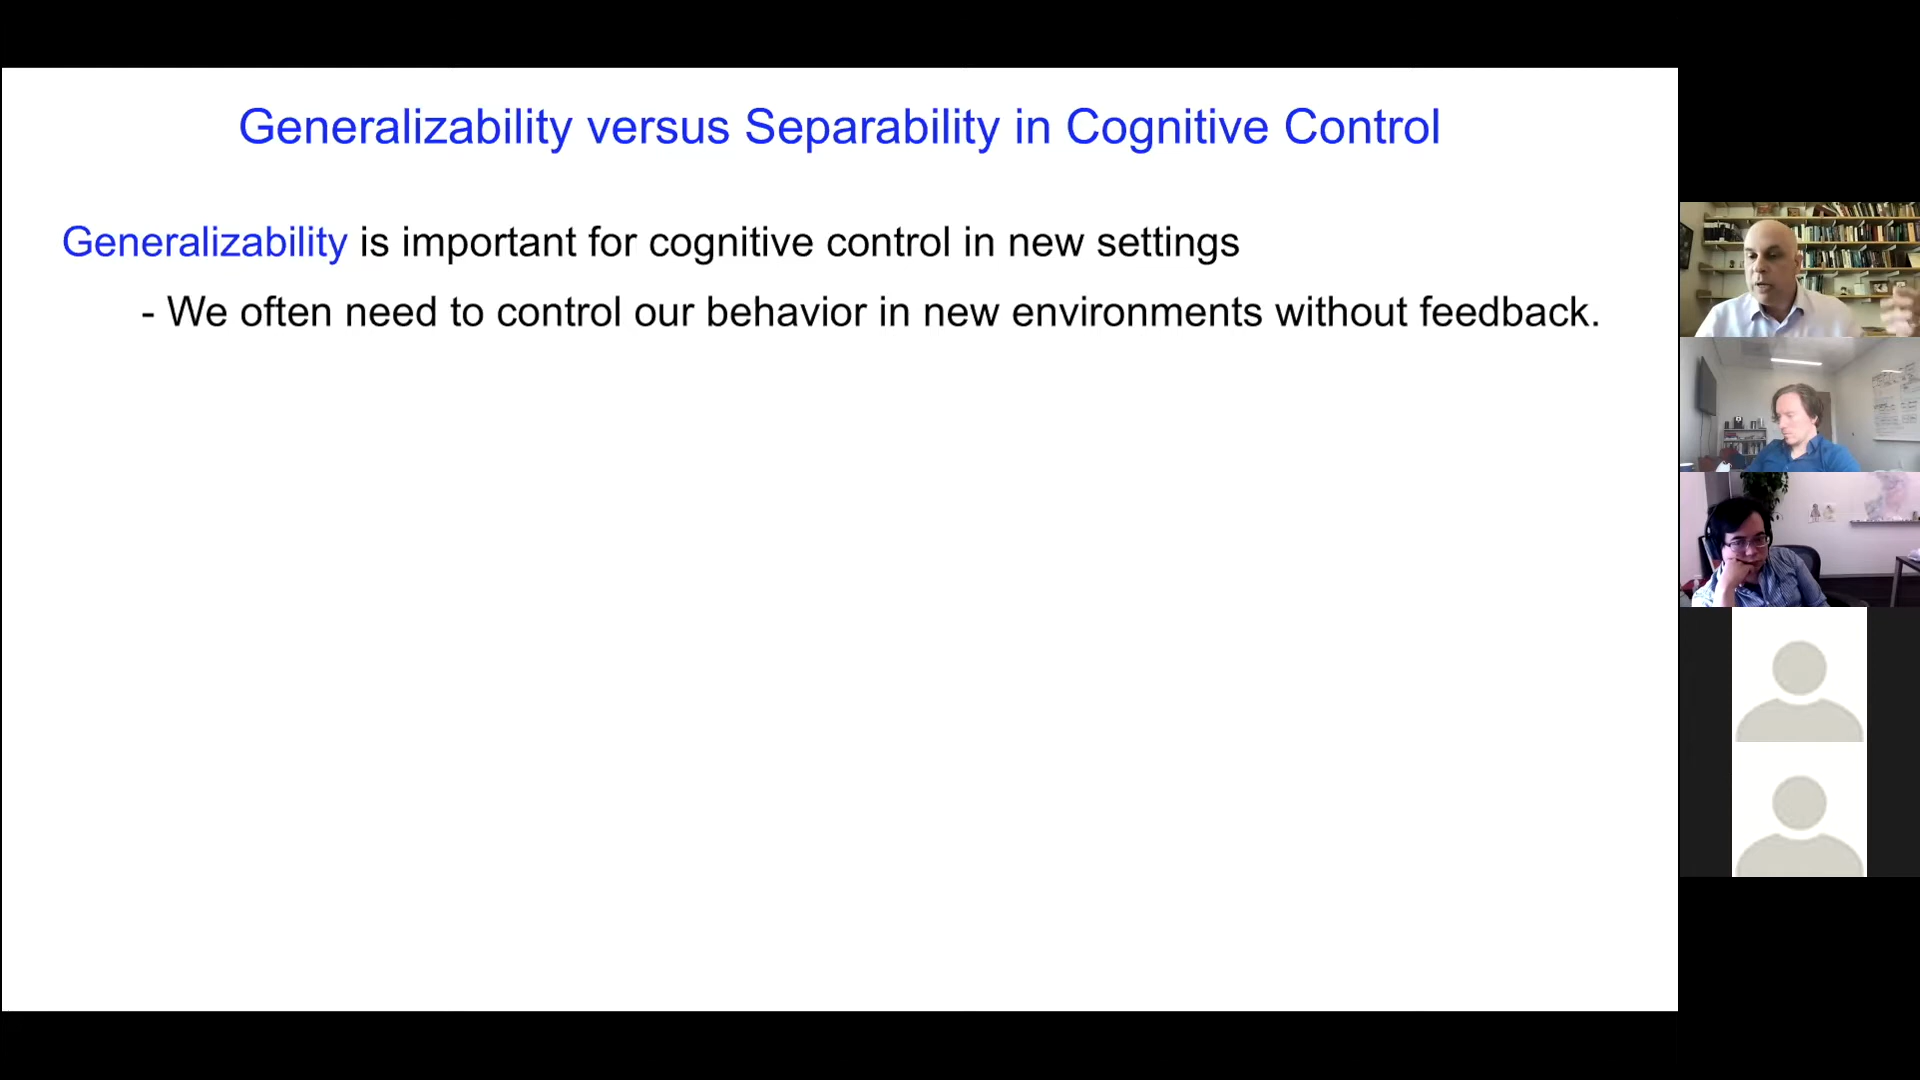 Generalizability versus Separability in Cognitive Control
Generalizability is important for cognitive control in new settings
- We often need to control our behavior in new environments without feedback.